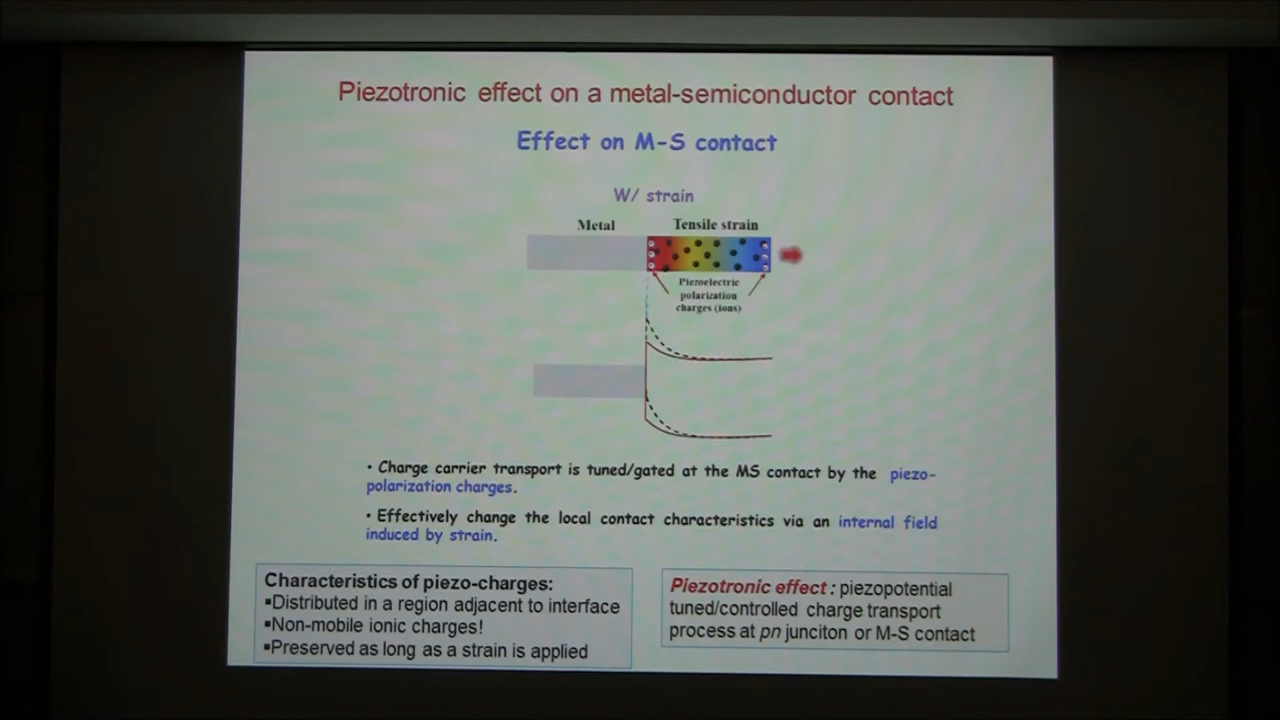 Piezotronic effect on a metal-semiconductor contact
Effect on M-S contact
W/ strain
Metal
Tensile strain
Piezoelectric
polarization
charges (ions)
• Charge carrier transport is tuned/gated at the MS contact by the piezo-
polarization charges.
• Effectively change the local contact characteristics via an internal field
induced by strain.
Characteristics of piezo-charges:
▪Distributed in a region adjacent to interface
▪Non-mobile ionic charges!
▪Preserved as long as a strain is applied
Piezotronic effect : piezopotential
tuned/controlled charge transport
process at pn junciton or M-S contact